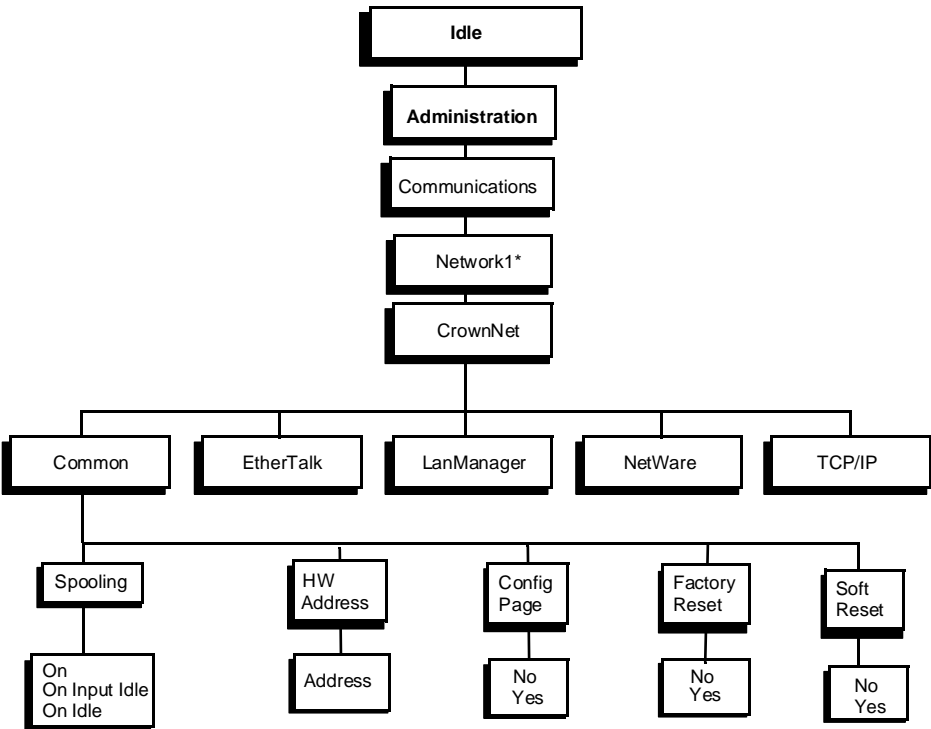 Idle
Administration
Communications
Network1*
CrownNet
Common
EtherTalk
LanManager
NetWare
TCP/IP
Spooling
HW
Address
Config
Page
Factory
Reset
Soft
Reset
On
On Input Idle
On Idle
Address
No
Yes
No
Yes
No
Yes